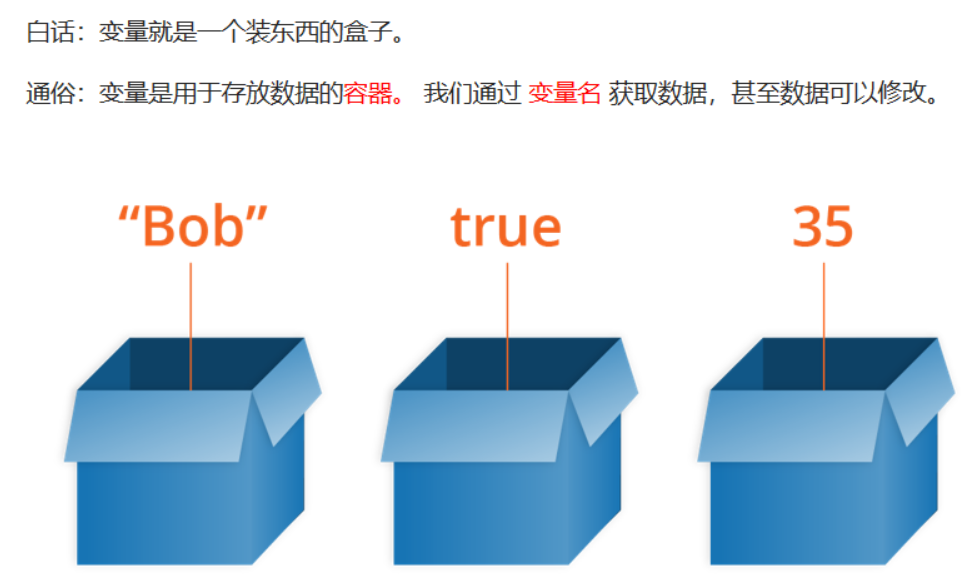 白话：变量就是一个装东西的盒子。
通俗：变量是用于存放数据的容器。 我们通过 变量名 获取数据，甚至数据可以修改。
“Bob” true 35